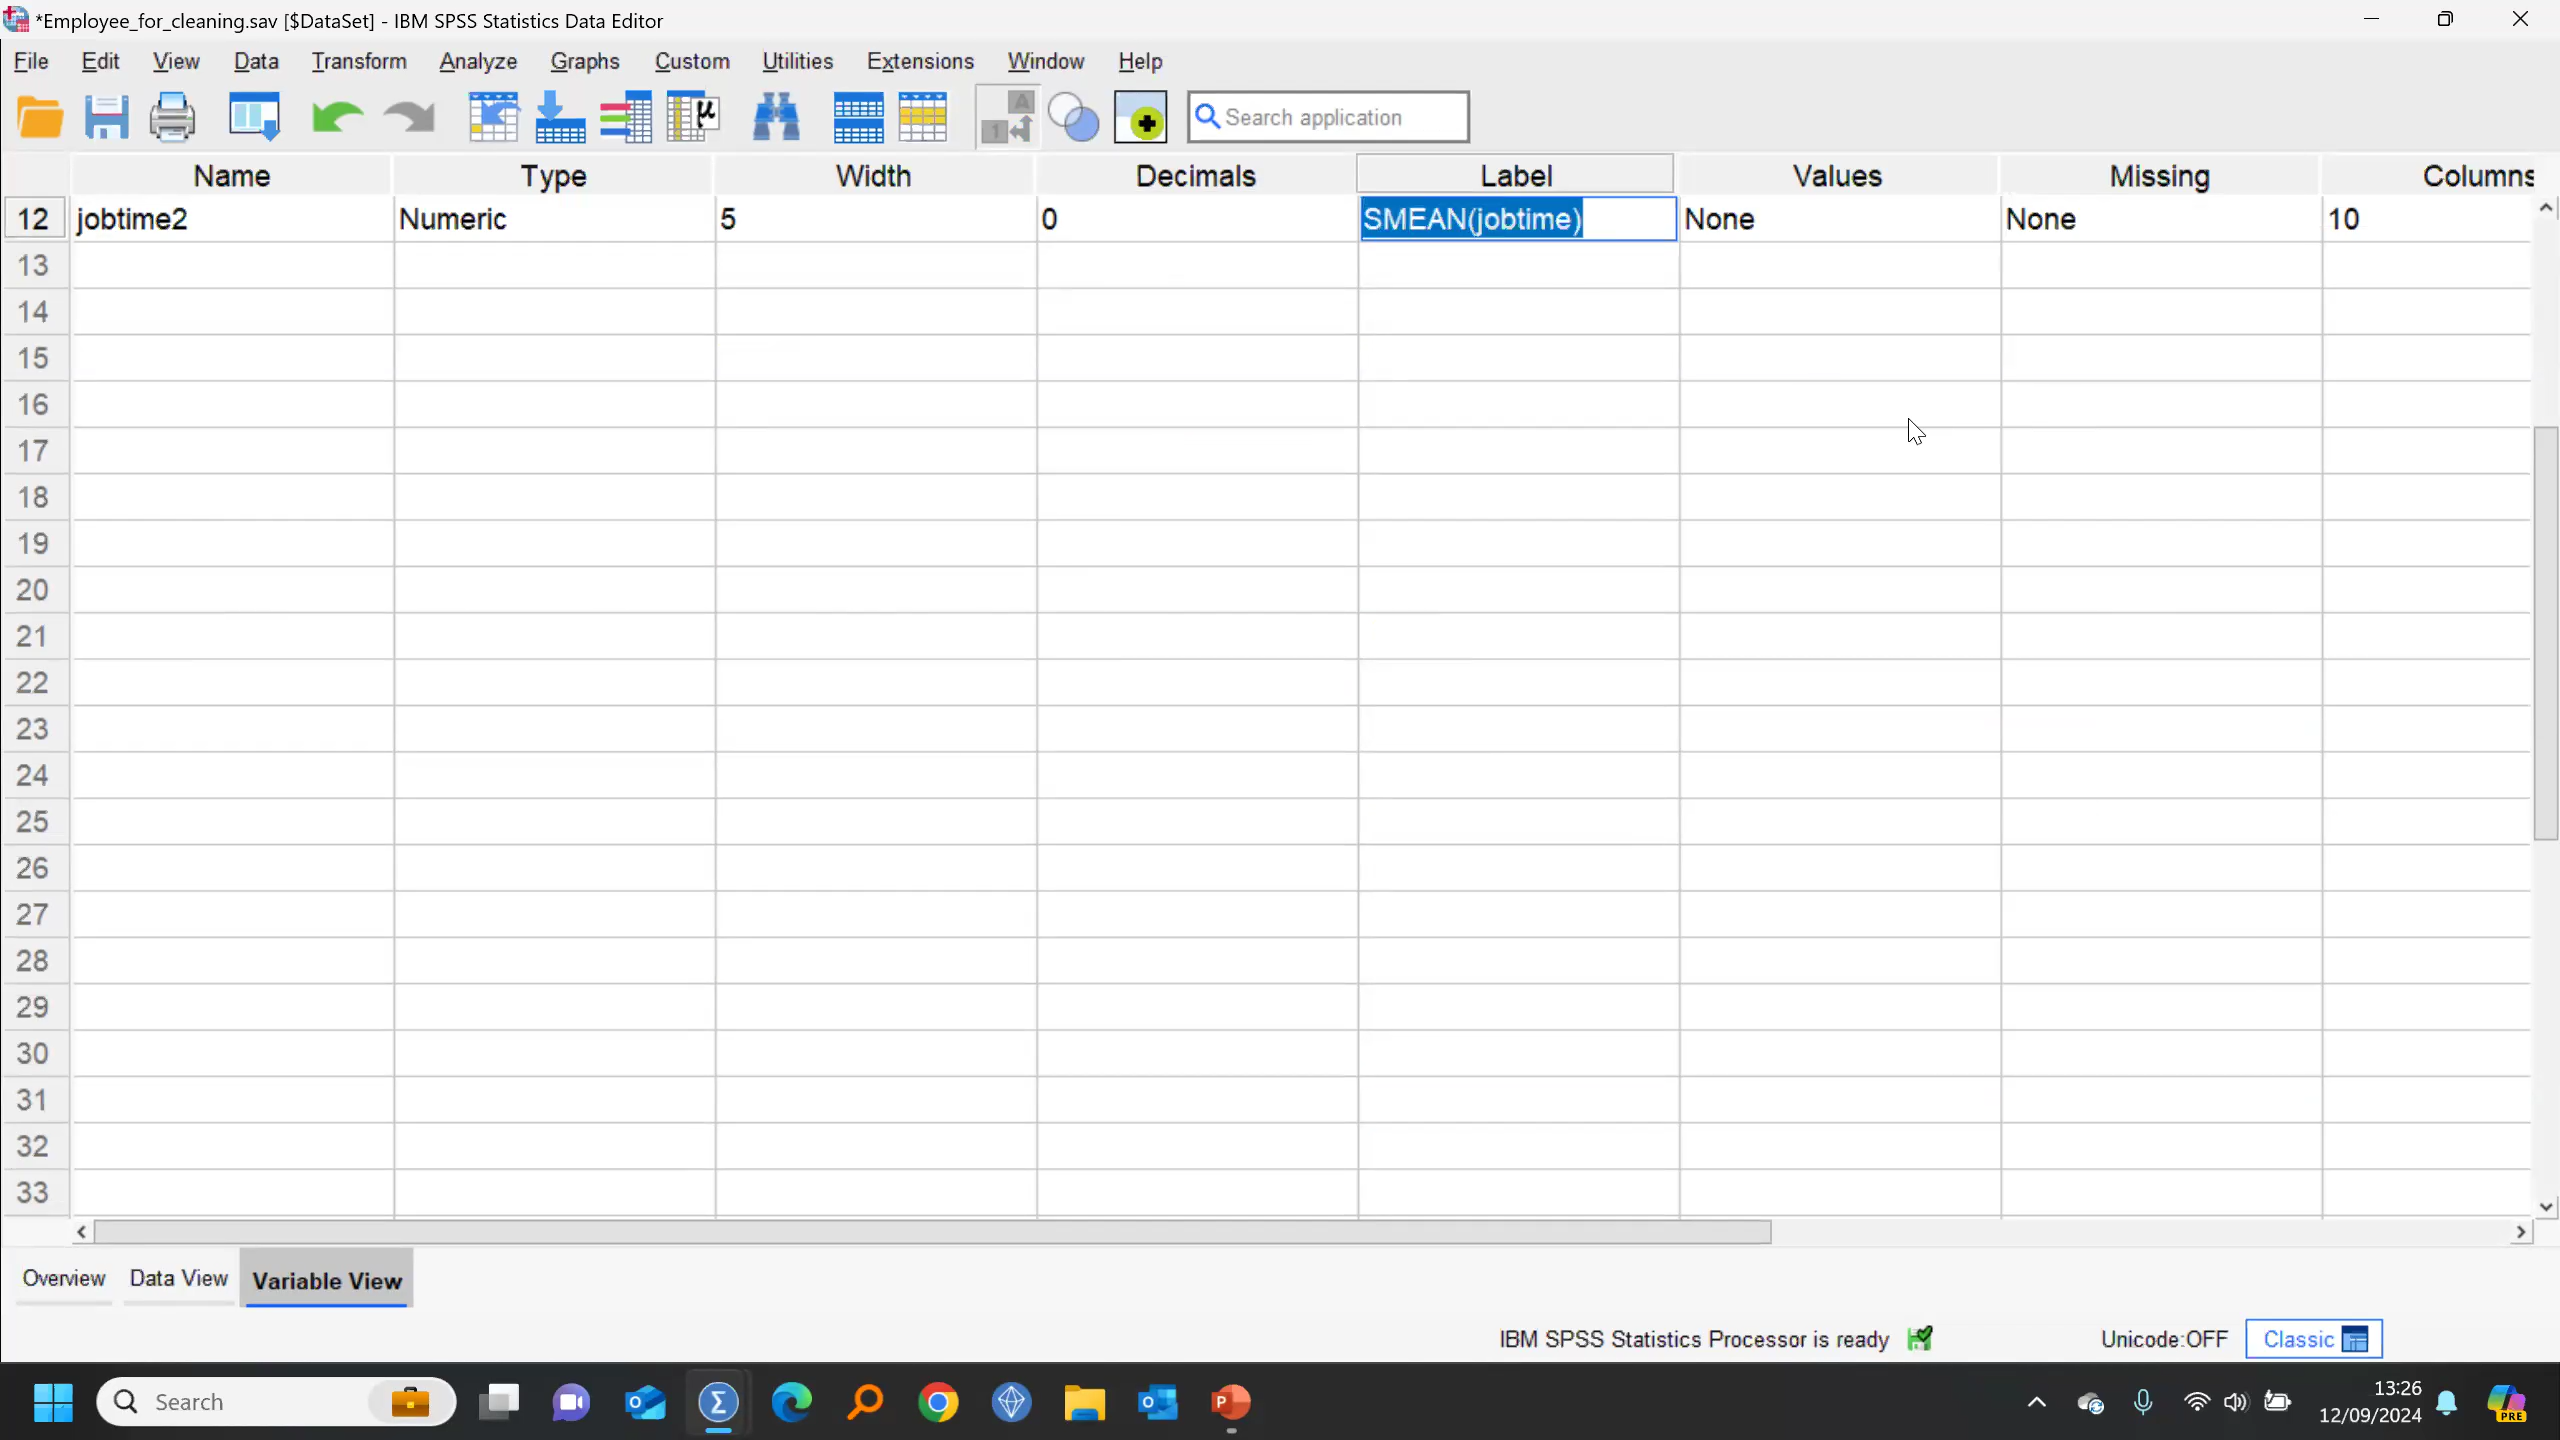 *Employee_for_cleaning.sav [$DataSet] - IBM SPSS Statistics Data Editor
File Edit View Data Transform Analyze Graphs Custom Utilities Extensions Window Help
A
1
µ
Search application
Name Type Width Decimals Label Values Missing Columns
12 jobtime2 Numeric 5 0 SMEAN(jobtime) None None 10
13
14
15
16
17
18
19
20
21
22
23
24
25
26
27
28
29
30
31
32
33
Overview Data View Variable View
IBM SPSS Statistics Processor is ready Unicode:OFF Classic
Search
13:26
12/09/2024
PRE